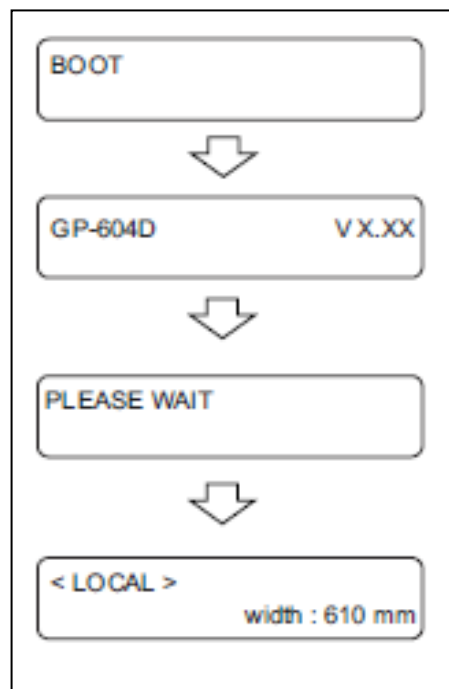 BOOT
GP-604D V X.XX
PLEASE WAIT
< LOCAL >
width : 610 mm